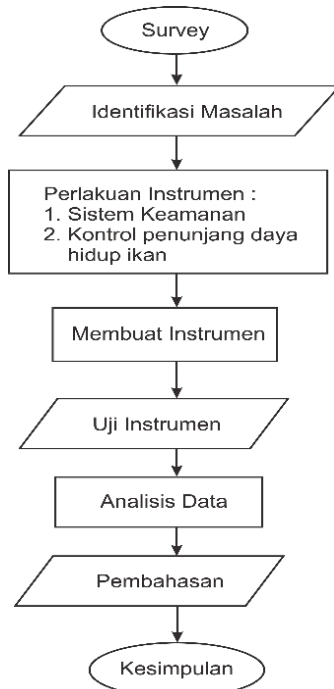 Survey
Identifikasi Masalah
Perlakuan Instrumen :
1. Sistem Keamanan
2. Kontrol penunjang daya
hidup ikan
Membuat Instrumen
Uji Instrumen
Analisis Data
Pembahasan
Kesimpulan